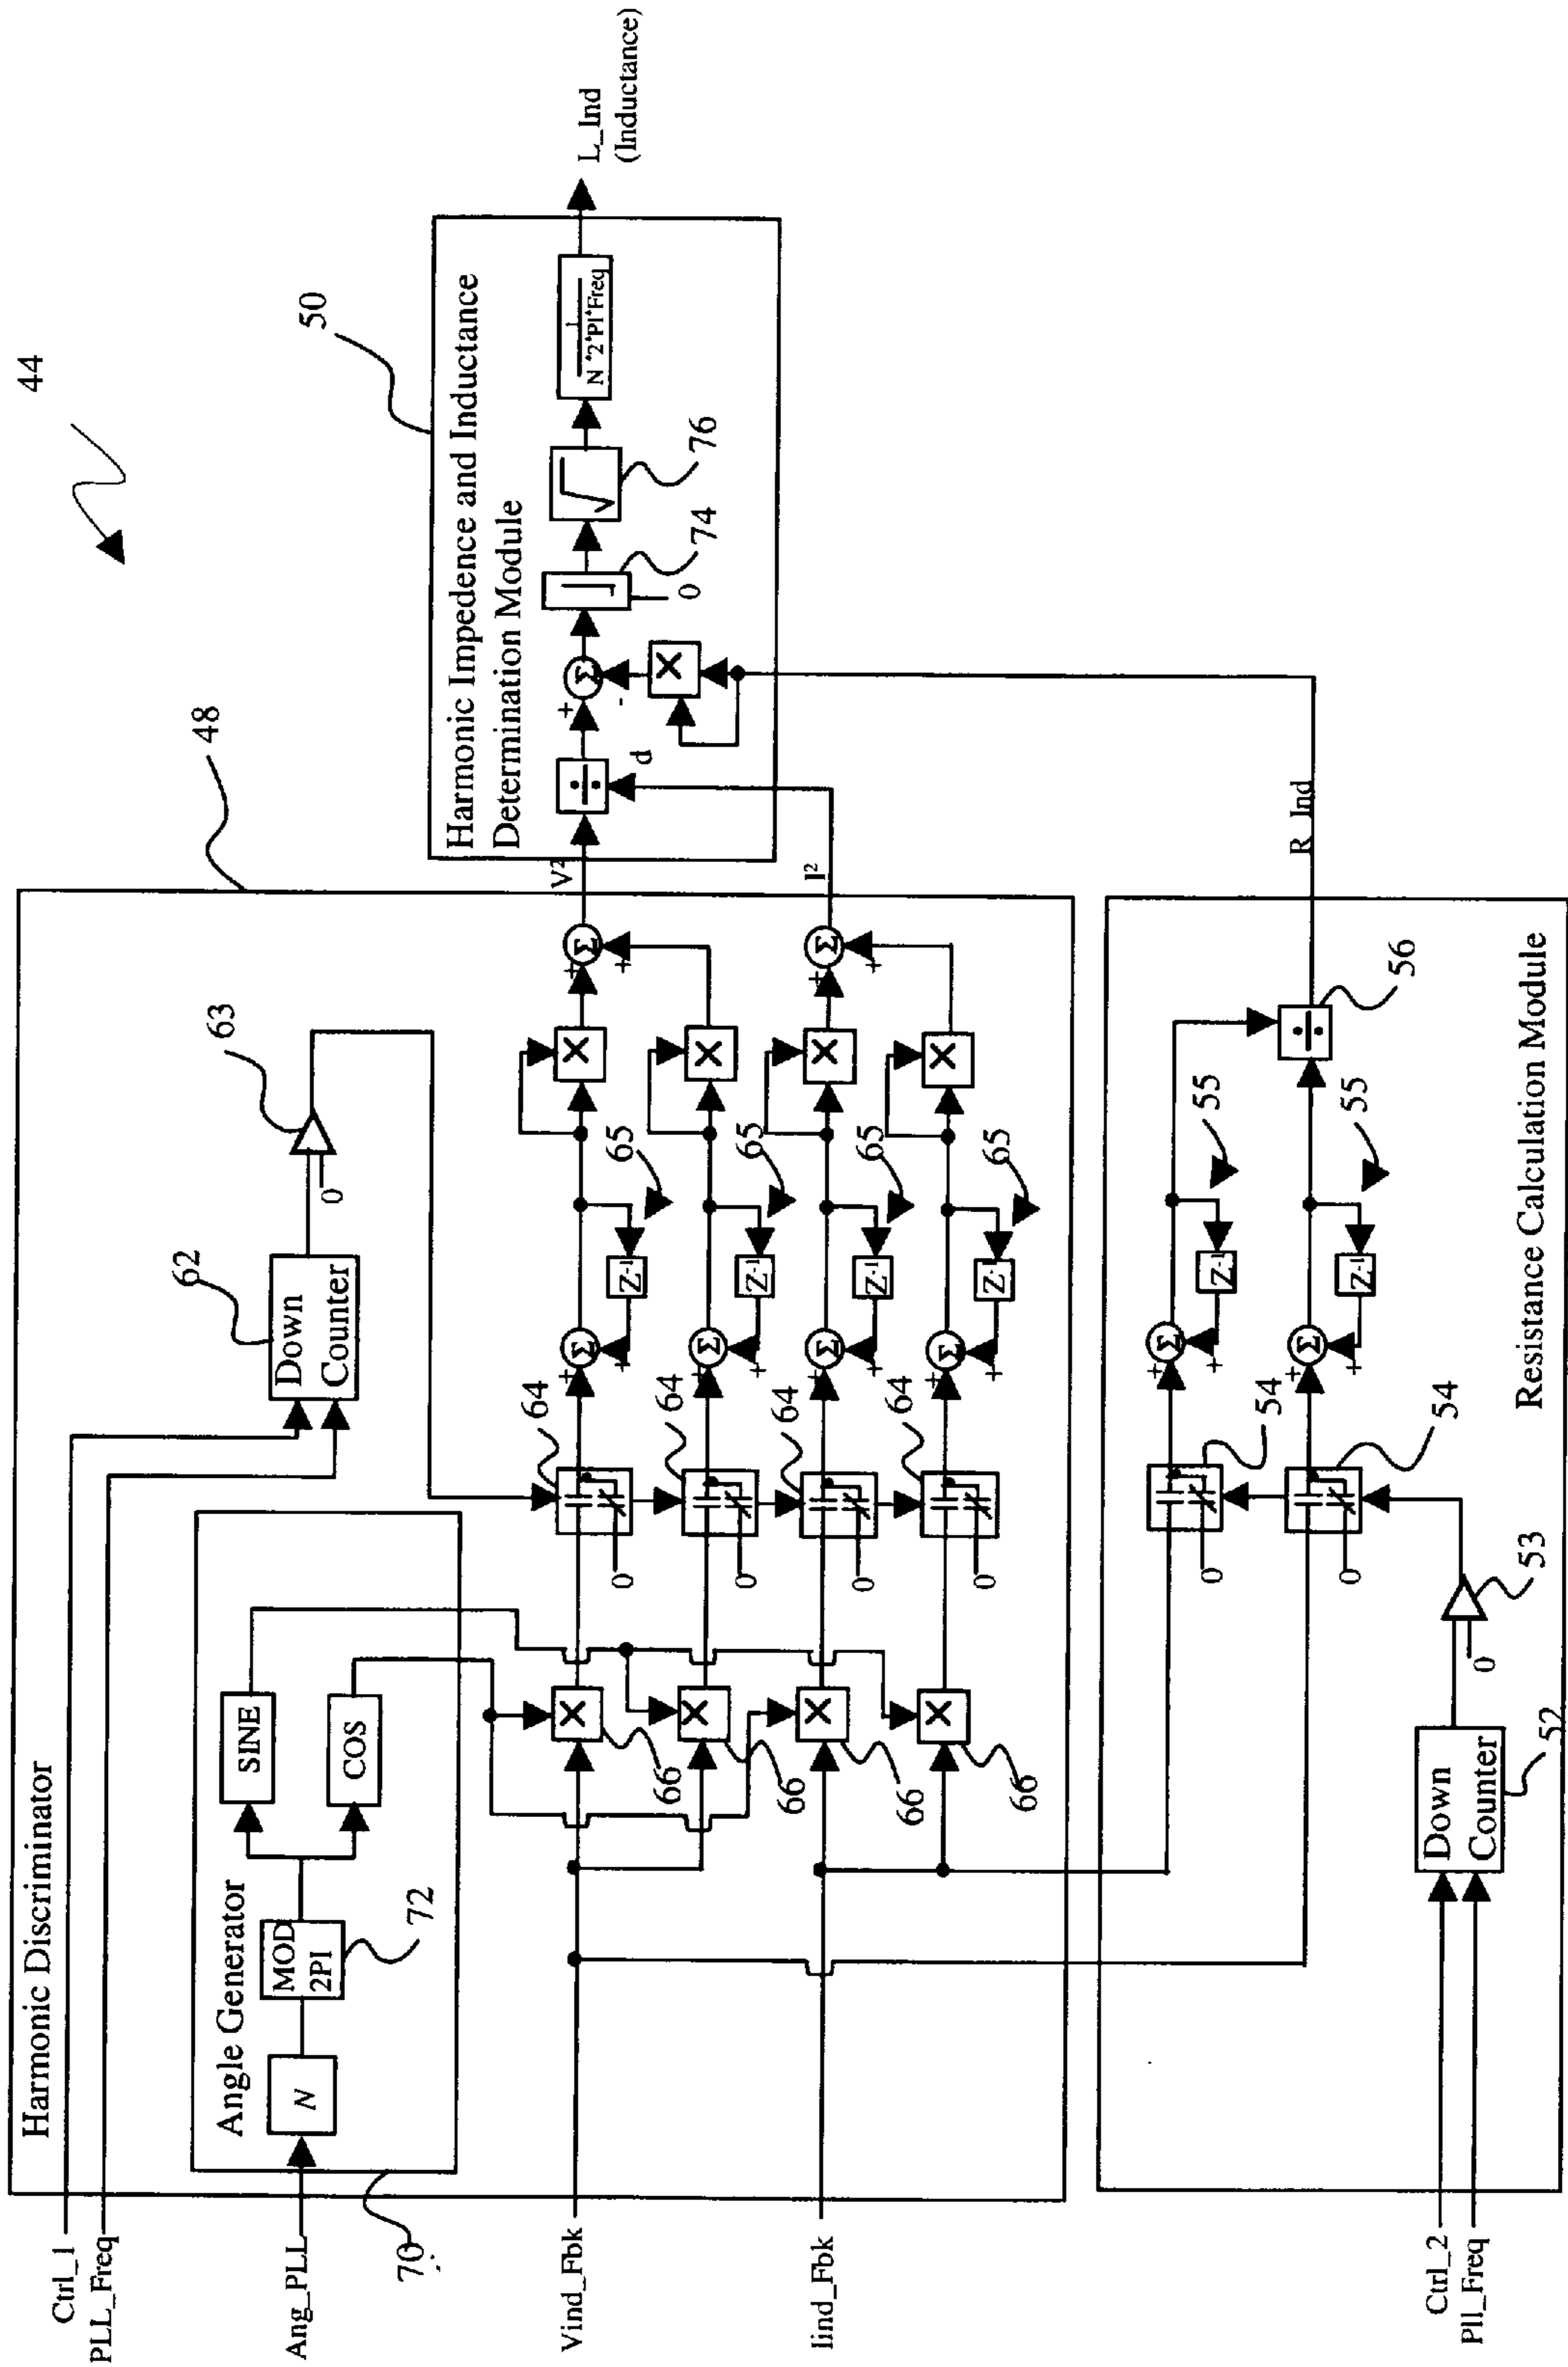 44
Harmonic Discriminator
48
Ctrl_1
PLL_Freq
62
Down
Counter
63
0
Angle Generator
Ang_PLL
N
MOD
2PI
72
SINE
COS
70
Vind_Fbk
Iind_Fbk
X
66
X
66
X
66
X
66
64
0
64
0
64
0
64
0
Σ
+
+
Z-1
65
X
Σ
+
+
Z-1
65
X
Σ
+
+
Z-1
65
X
Σ
+
+
Z-1
65
X
Σ
+
+
V²
Σ
+
+
I²
50
Harmonic Impedence and Inductance
Determination Module
÷
d
+
Σ
-
X
74
0
√
76
1
N*2*PI*Freq
L_Ind
(Inductance)
R_Ind
Resistance Calculation Module
Ctrl_2
Pll_Freq
Down
Counter
52
0
53
54
0
54
0
Σ
+
+
Z-1
55
Σ
+
+
Z-1
55
÷
56